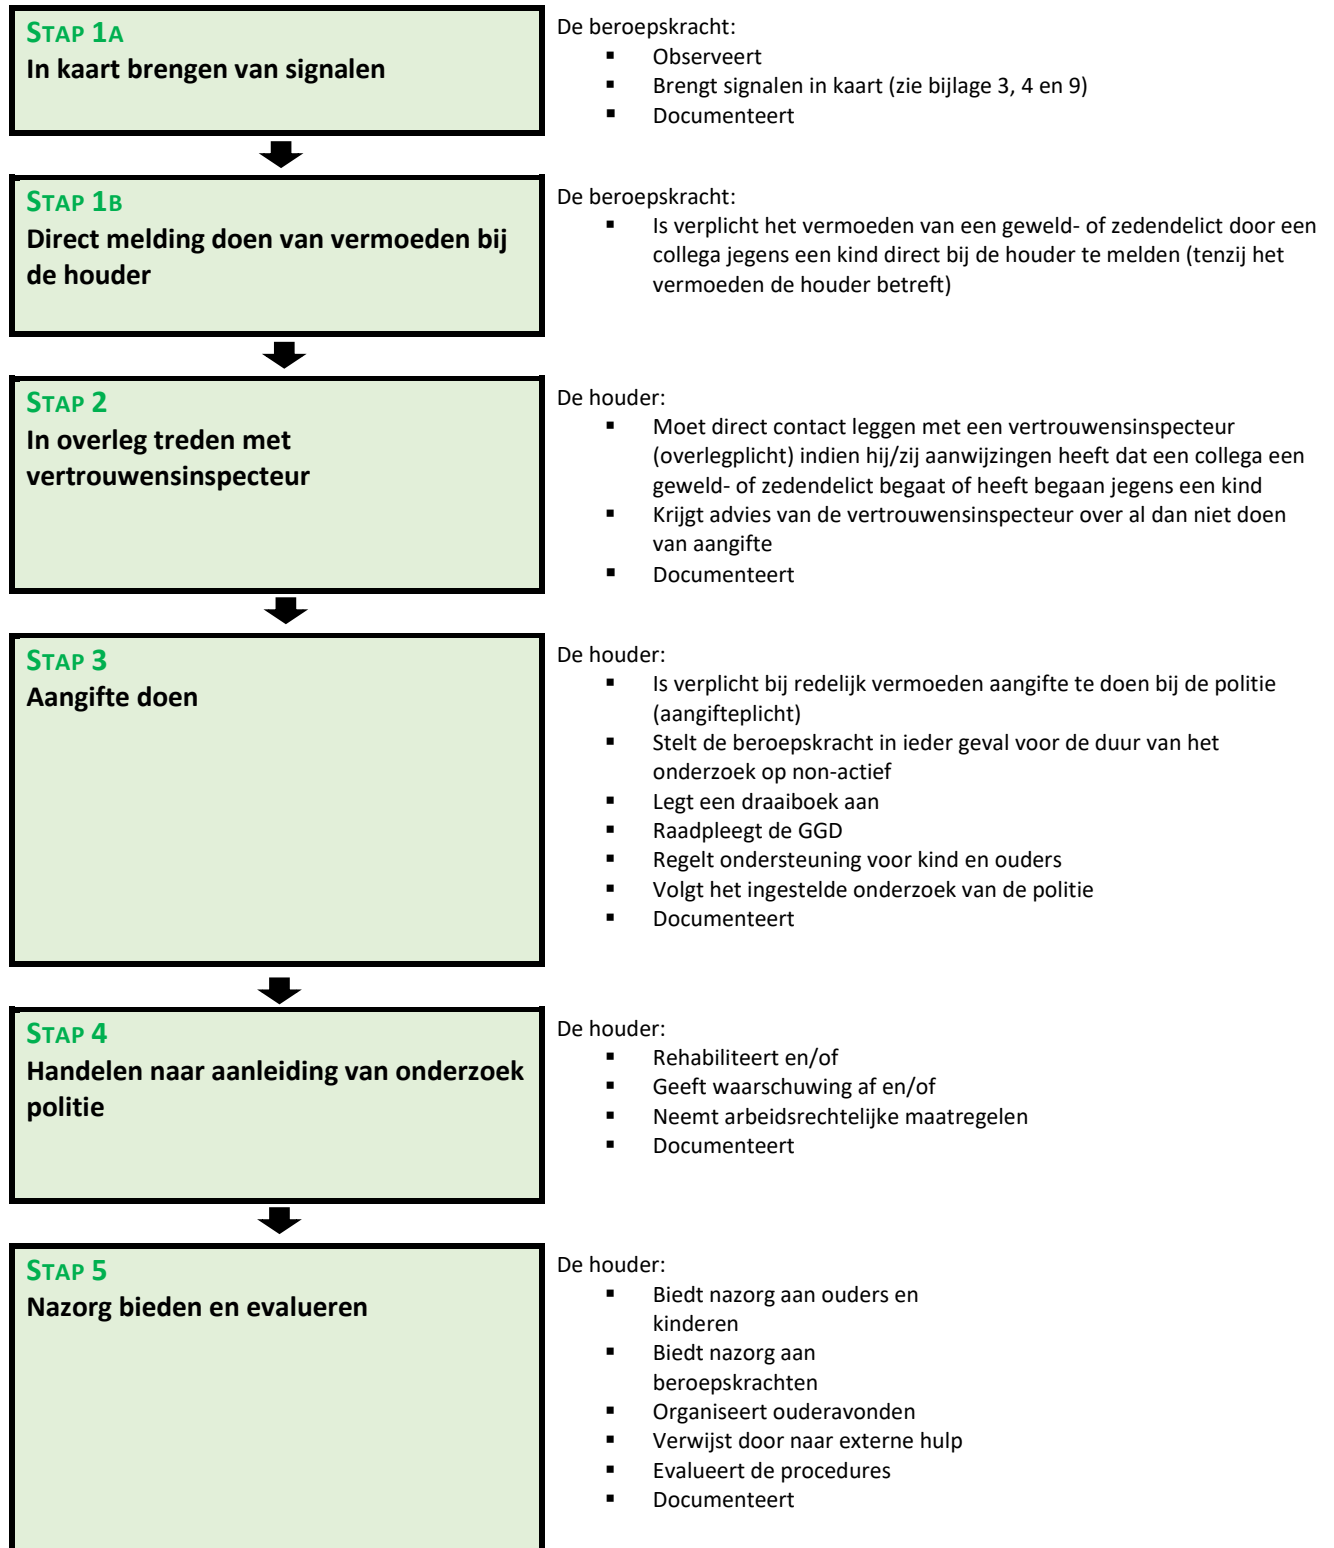 STAP 1A
In kaart brengen van signalen
De beroepskracht:
▪ Observeert
▪ Brengt signalen in kaart (zie bijlage 3, 4 en 9)
▪ Documenteert
STAP 1B
Direct melding doen van vermoeden bij
de houder
De beroepskracht:
▪ Is verplicht het vermoeden van een geweld- of zedendelict door een
collega jegens een kind direct bij de houder te melden (tenzij het
vermoeden de houder betreft)
STAP 2
In overleg treden met
vertrouwensinspecteur
De houder:
▪ Moet direct contact leggen met een vertrouwensinspecteur
(overlegplicht) indien hij/zij aanwijzingen heeft dat een collega een
geweld- of zedendelict begaat of heeft begaan jegens een kind
▪ Krijgt advies van de vertrouwensinspecteur over al dan niet doen
van aangifte
▪ Documenteert
STAP 3
Aangifte doen
De houder:
▪ Is verplicht bij redelijk vermoeden aangifte te doen bij de politie
(aangifteplicht)
▪ Stelt de beroepskracht in ieder geval voor de duur van het
onderzoek op non-actief
▪ Legt een draaiboek aan
▪ Raadpleegt de GGD
▪ Regelt ondersteuning voor kind en ouders
▪ Volgt het ingestelde onderzoek van de politie
▪ Documenteert
STAP 4
Handelen naar aanleiding van onderzoek
politie
De houder:
▪ Rehabiliteert en/of
▪ Geeft waarschuwing af en/of
▪ Neemt arbeidsrechtelijke maatregelen
▪ Documenteert
STAP 5
Nazorg bieden en evalueren
De houder:
▪ Biedt nazorg aan ouders en
kinderen
▪ Biedt nazorg aan
beroepskrachten
▪ Organiseert ouderavonden
▪ Verwijst door naar externe hulp
▪ Evalueert de procedures
▪ Documenteert